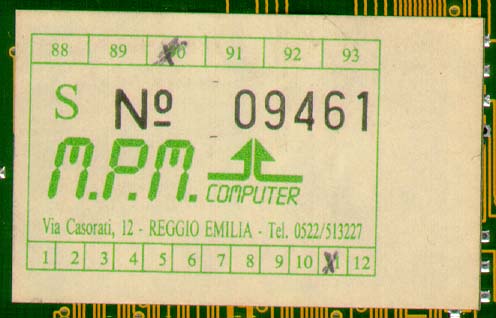 88 89 90 91 92 93
S Nº 09461
M.P.M. COMPUTER
Via Casorati, 12 - REGGIO EMILIA - Tel. 0522/513227
1 2 3 4 5 6 7 8 9 10 11 12